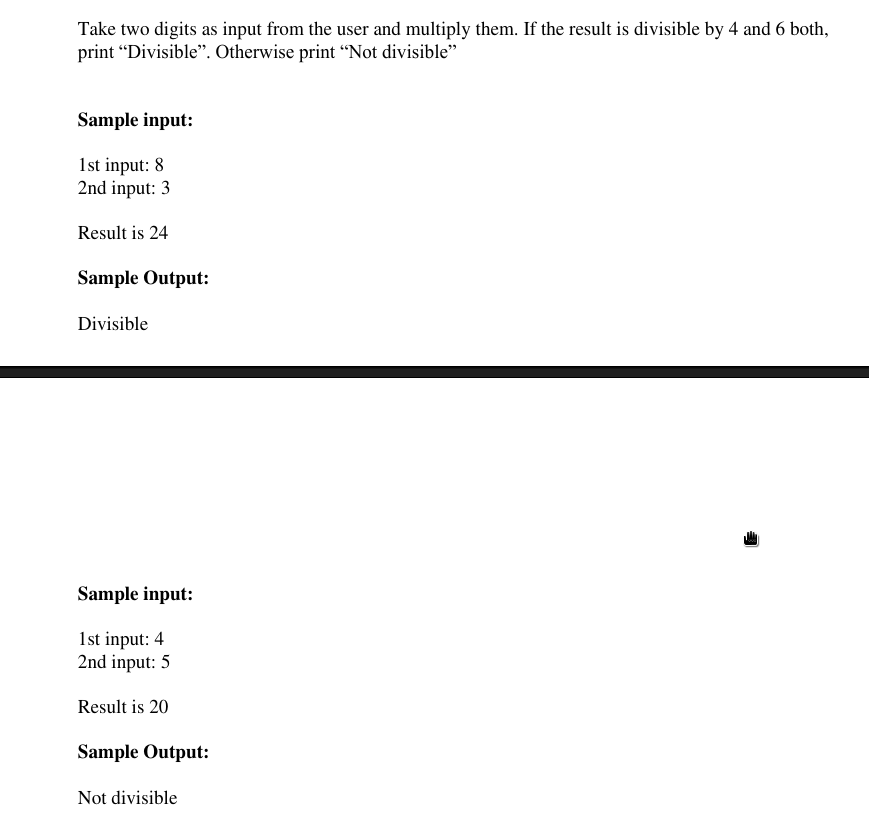 Take two digits as input from the user and multiply them. If the result is divisible by 4 and 6 both,
print “Divisible”. Otherwise print “Not divisible”
Sample input:
1st input: 8
2nd input: 3
Result is 24
Sample Output:
Divisible
Sample input:
1st input: 4
2nd input: 5
Result is 20
Sample Output:
Not divisible